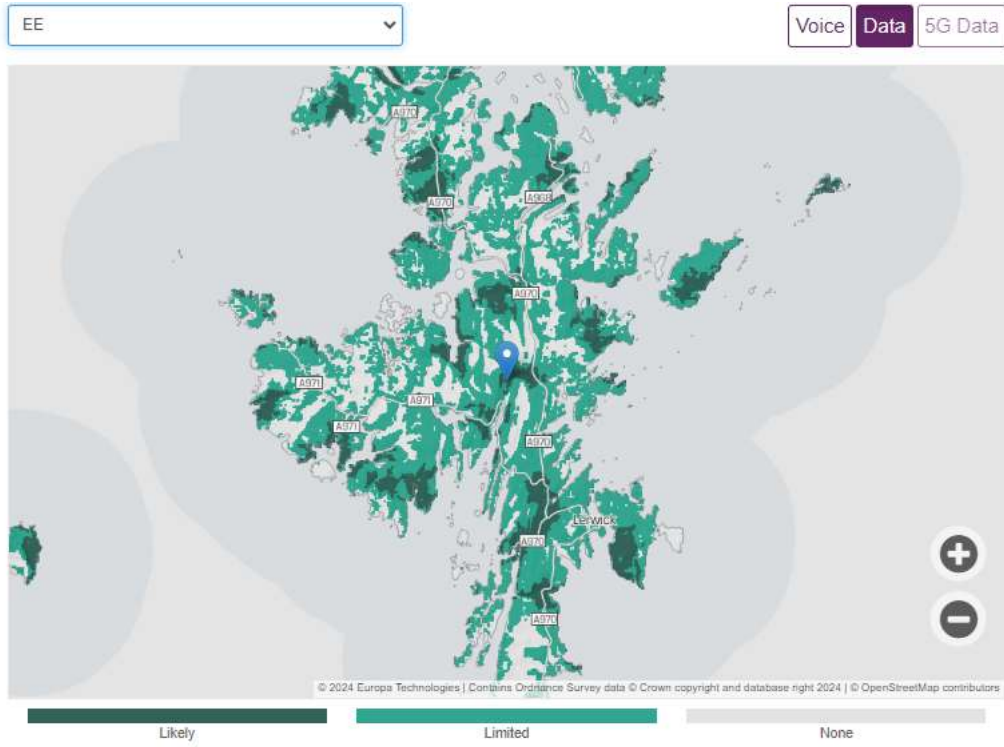 EE
Voice
Data
5G Data
A970
A970
A968
A970
A971
A971
A971
A970
Lerwick
A970
A970
© 2024 Europa Technologies | Contains Ordnance Survey data © Crown copyright and database right 2024 | © OpenStreetMap contributors
Likely
Limited
None